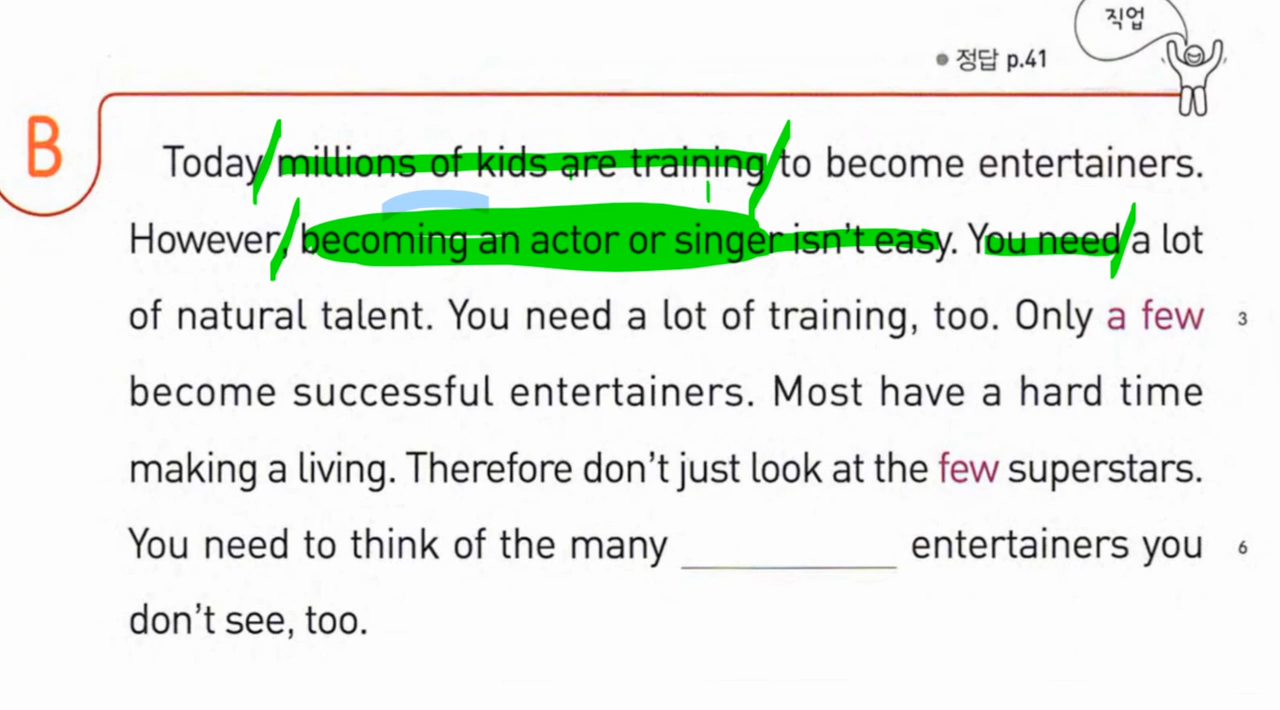 직업
정답 p.41
B
Today millions of kids are training to become entertainers.
However, becoming an actor or singer isn't easy. You need a lot
of natural talent. You need a lot of training, too. Only a few 3
become successful entertainers. Most have a hard time
making a living. Therefore don't just look at the few superstars.
You need to think of the many ________ entertainers you 6
don't see, too.